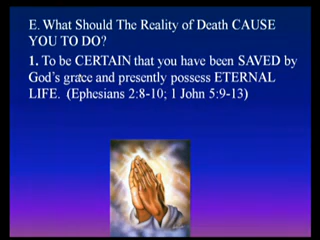 E. What Should The Reality of Death CAUSE
YOU TO DO?
1. To be CERTAIN that you have been SAVED by
God's grace and presently possess ETERNAL
LIFE. (Ephesians 2:8-10; 1 John 5:9-13)